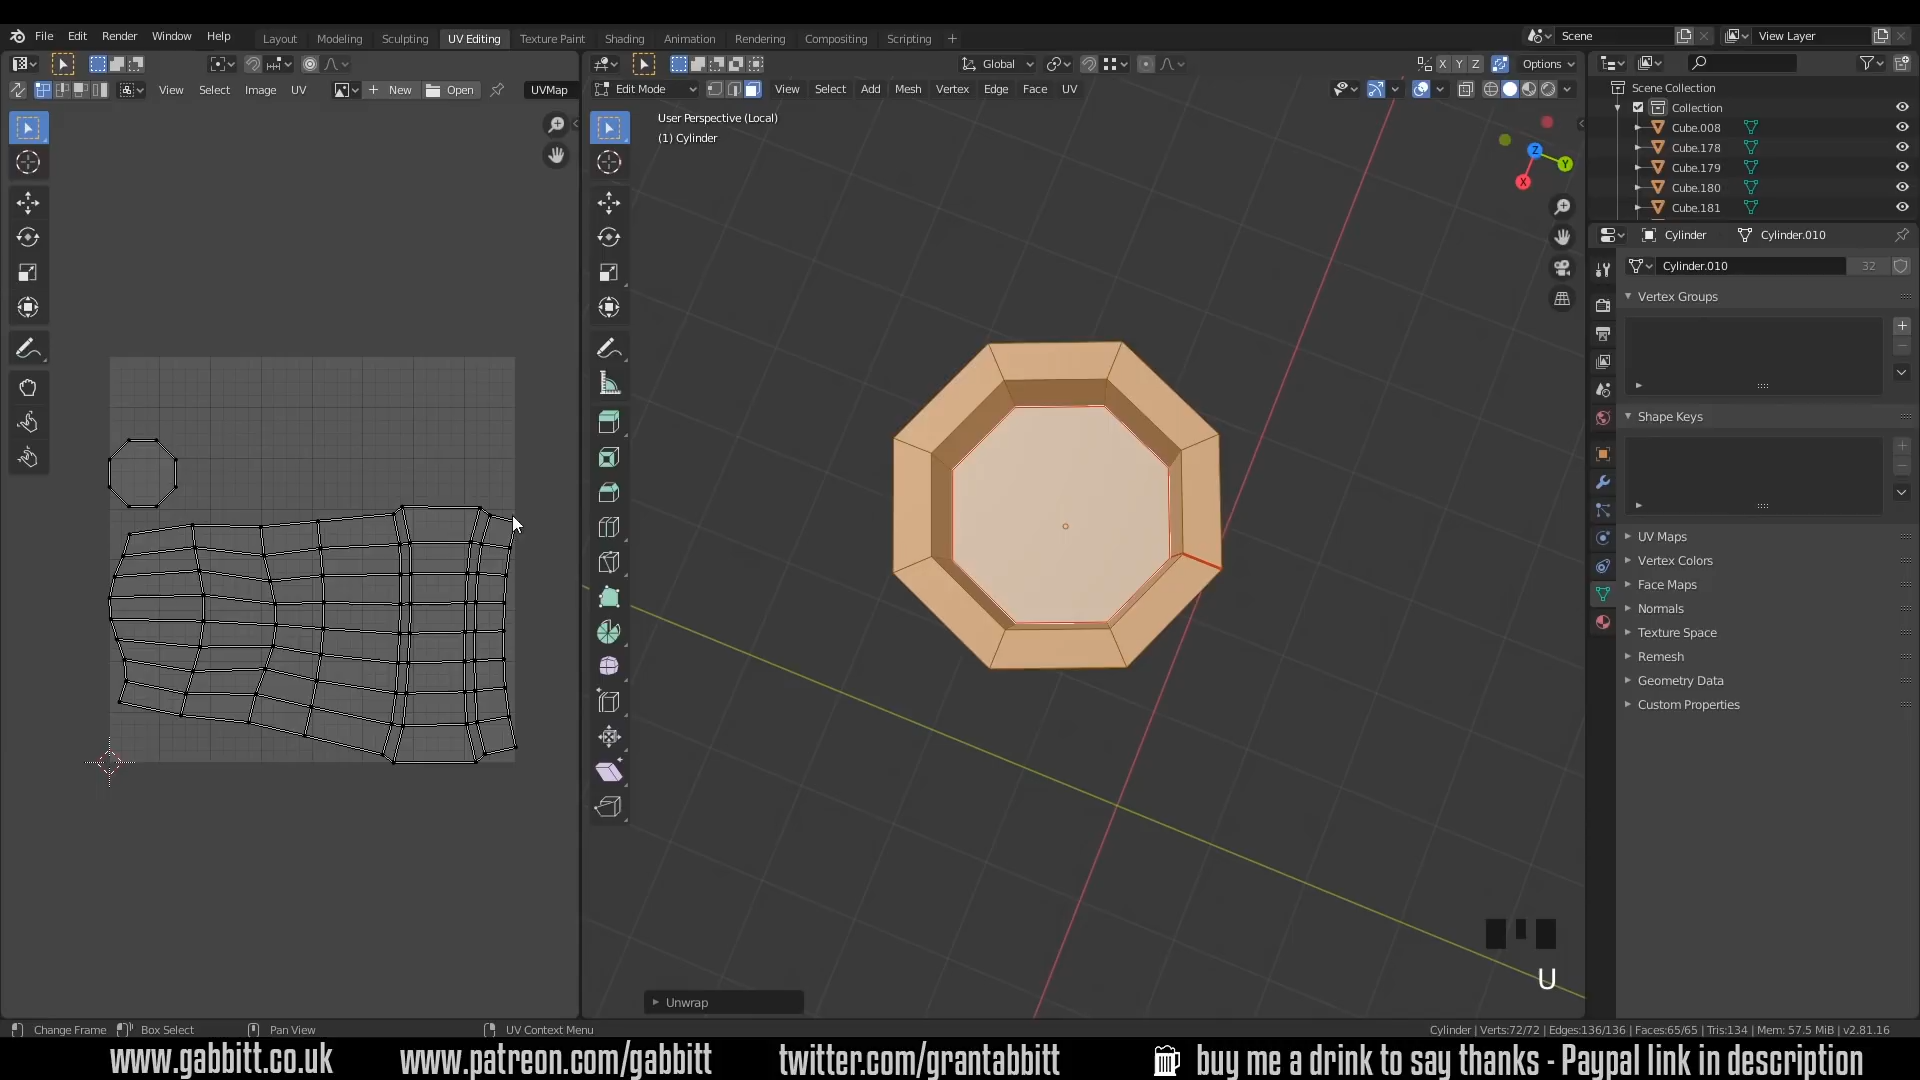 File Edit Render Window Help Layout Modeling Sculpting UV Editing Texture Paint Shading Animation Rendering Compositing Scripting + Scene View Layer
Global X Y Z Options
View Select Image UV + New Open UVMap Edit Mode View Select Add Mesh Vertex Edge Face UV
Scene Collection
Collection
Cube.008
Cube.178
Cube.179
Cube.180
Cube.181
User Perspective (Local)
(1) Cylinder
Z Y X
Cylinder Cylinder.010
Cylinder.010 32
Vertex Groups
Shape Keys
UV Maps
Vertex Colors
Face Maps
Normals
Texture Space
Remesh
Geometry Data
Custom Properties
U
Unwrap
Change Frame Box Select Pan View UV Context Menu Cylinder | Verts:72/72 | Edges:136/136 | Faces:65/65 | Tris:134 | Mem: 57.5 MiB | v2.81.16
www.gabbitt.co.uk www.patreon.com/gabbitt twitter.com/grantabbitt buy me a drink to say thanks - Paypal link in description